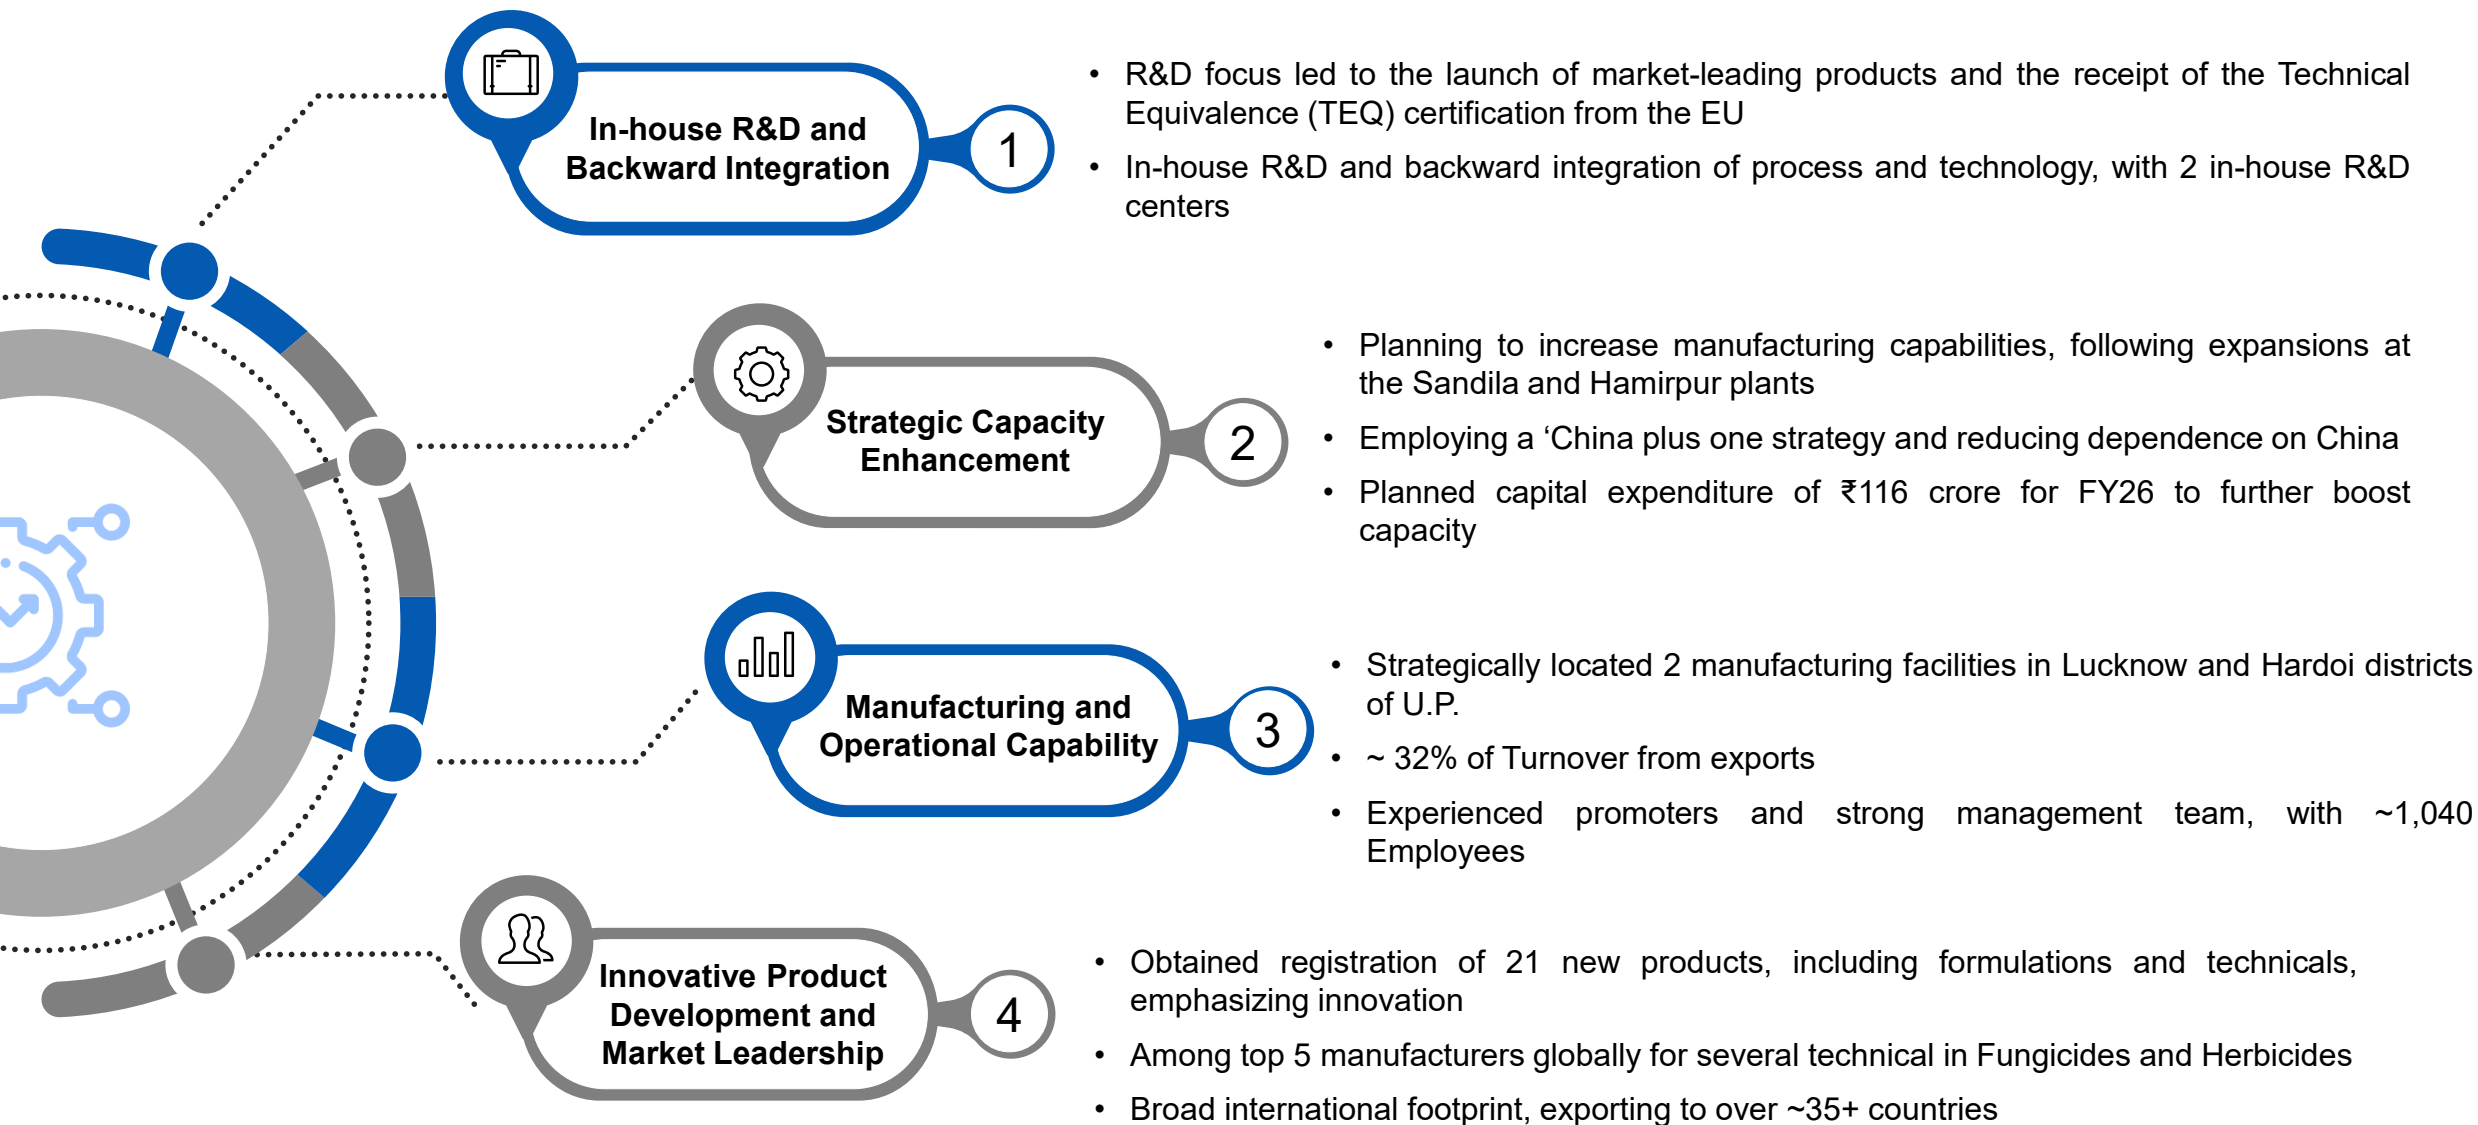 In-house R&D and
Backward Integration
1
• R&D focus led to the launch of market-leading products and the receipt of the Technical
Equivalence (TEQ) certification from the EU
• In-house R&D and backward integration of process and technology, with 2 in-house R&D
centers
Strategic Capacity
Enhancement
2
• Planning to increase manufacturing capabilities, following expansions at
the Sandila and Hamirpur plants
• Employing a ‘China plus one strategy and reducing dependence on China
• Planned capital expenditure of ₹116 crore for FY26 to further boost
capacity
Manufacturing and
Operational Capability
3
• Strategically located 2 manufacturing facilities in Lucknow and Hardoi districts
of U.P.
• ~ 32% of Turnover from exports
• Experienced promoters and strong management team, with ~1,040
Employees
Innovative Product
Development and
Market Leadership
4
• Obtained registration of 21 new products, including formulations and technicals,
emphasizing innovation
• Among top 5 manufacturers globally for several technical in Fungicides and Herbicides
• Broad international footprint, exporting to over ~35+ countries